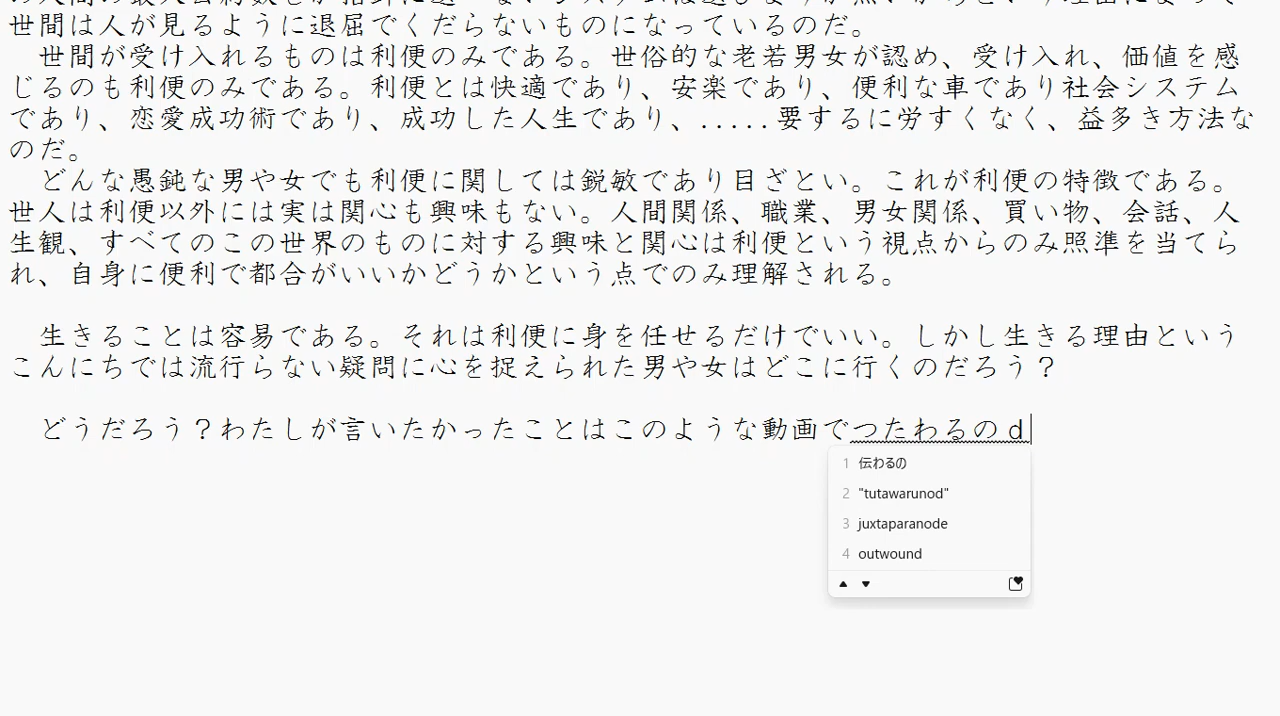 世間は人が見るように退屈でくだらないものになっているのだ。
　世間が受け入れるものは利便のみである。世俗的な老若男女が認め、受け入れ、価値を感
じるのも利便のみである。利便とは快適であり、安楽であり、便利な車であり社会システム
であり、恋愛成功術であり、成功した人生であり、.....要するに労すくなく、益多き方法な
のだ。
　どんな愚鈍な男や女でも利便に関しては鋭敏であり目ざとい。これが利便の特徴である。
世人は利便以外には実は関心も興味もない。人間関係、職業、男女関係、買い物、会話、人
生観、すべてのこの世界のものに対する興味と関心は利便という視点からのみ照準を当てら
れ、自身に便利で都合がいいかどうかという点でのみ理解される。
　生きることは容易である。それは利便に身を任せるだけでいい。しかし生きる理由という
こんにちでは流行らない疑問に心を捉えられた男や女はどこに行くのだろう？
　どうだろう？わたしが言いたかったことはこのような動画でつたわるのｄ
1 伝わるの
2 "tutawarunod"
3 juxtaparanode
4 outwound